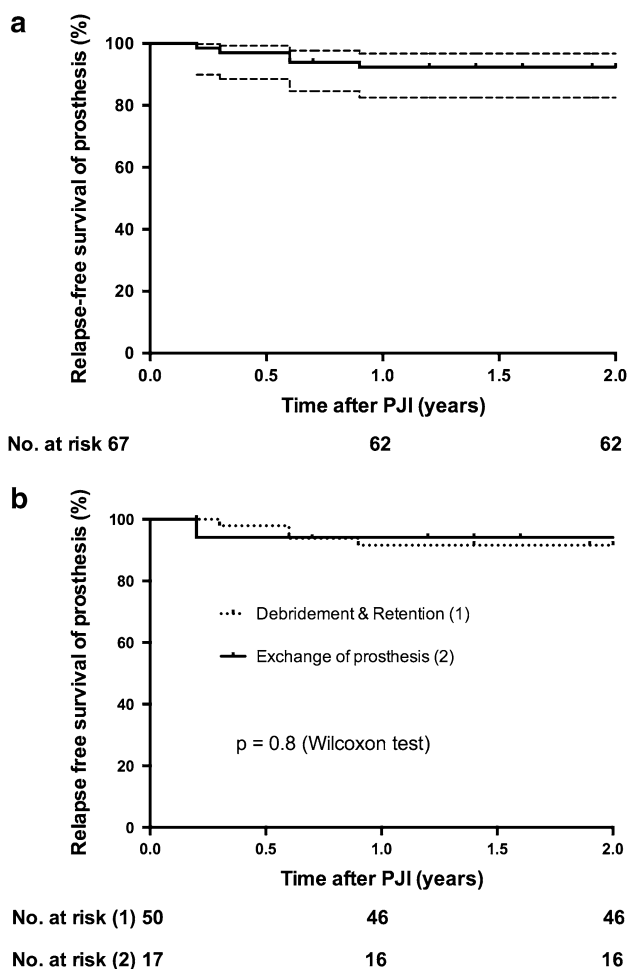 a
Relapse-free survival of prosthesis (%)
100
80
60
40
20
0
0.0 0.5 1.0 1.5 2.0
Time after PJI (years)
No. at risk 67 62 62
b
Relapse free survival of prosthesis (%)
100
80
60
40
20
0
Debridement & Retention (1)
Exchange of prosthesis (2)
p = 0.8 (Wilcoxon test)
0.0 0.5 1.0 1.5 2.0
Time after PJI (years)
No. at risk (1) 50 46 46
No. at risk (2) 17 16 16